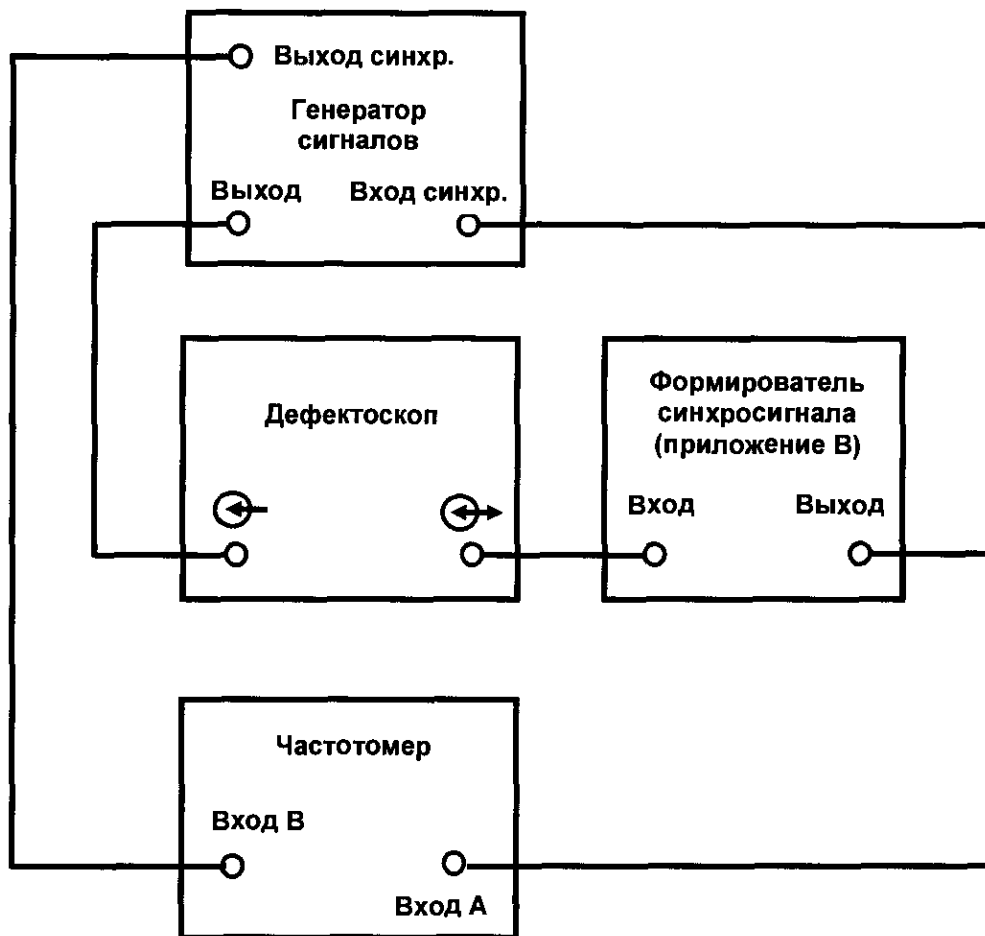 Выход синхр.
Генератор
сигналов
Выход
Вход синхр.
Дефектоскоп
Формирователь
синхросигнала
(приложение В)
Вход
Выход
Частотомер
Вход В
Вход А